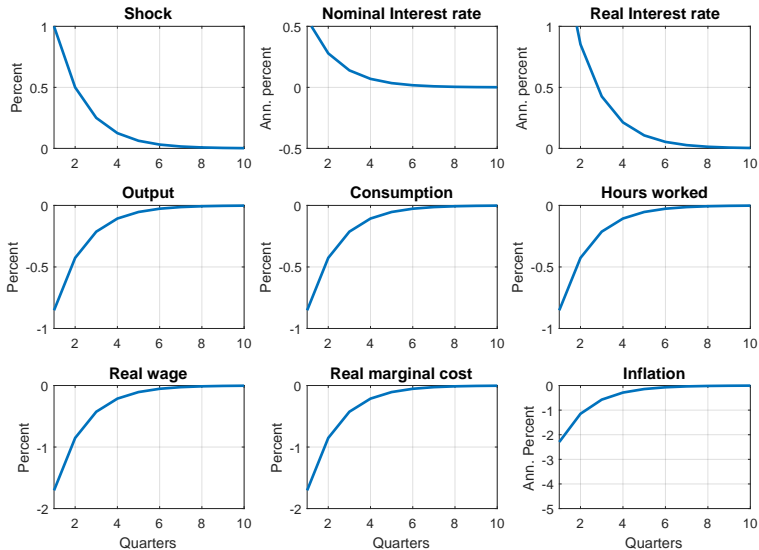 Shock
Nominal Interest rate
Real Interest rate
1
0.5
0
Percent
2 4 6 8 10
0.5
0
-0.5
Ann. percent
2 4 6 8 10
1
0.5
0
Ann. percent
2 4 6 8 10
Output
Consumption
Hours worked
0
-0.5
-1
Percent
2 4 6 8 10
0
-0.5
-1
Percent
2 4 6 8 10
0
-0.5
-1
Percent
2 4 6 8 10
Real wage
Real marginal cost
Inflation
0
-1
-2
Percent
2 4 6 8 10
Quarters
0
-1
-2
Percent
2 4 6 8 10
Quarters
0
-1
-2
-3
-4
-5
Ann. Percent
2 4 6 8 10
Quarters